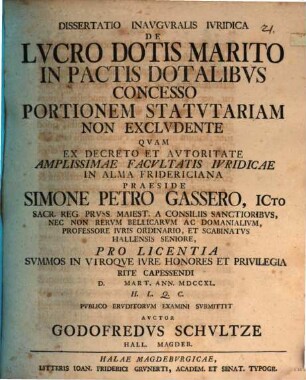 21.
DISSERTATIO INAVGVRALIS IVRIDICA
DE
LVCRO DOTIS MARITO
IN PACTIS DOTALIBVS
CONCESSO
PORTIONEM STATVTARIAM
NON EXCLVDENTE
QVAM
EX DECRETO ET AVTORITATE
AMPLISSIMAE FACVLTATIS IVRIDICAE
IN ALMA FRIDERICIANA
PRAESIDE
SIMONE PETRO GASSERO, ICTO
SACR. REG PRVSS. MAIEST. A CONSILIIS SANCTIORIBVS,
NEC NON RERVM BELLICARVM AC DOMANIALIVM,
PROFESSORE IVRIS ORDINARIO, ET SCABINATVS
HALLENSIS SENIORE,
PRO LICENTIA
SVMMOS IN VTROQVE IVRE HONORES ET PRIVILEGIA
RITE CAPESSENDI
D. MART. ANN. MDCCXL.
H. L. Q. C.
PVBLICO ERVDITORVM EXAMINI SVBMITTIT
AVCTOR
GODOFREDVS SCHVLTZE
HALL. MAGDEB.
HALAE MAGDEBVRGICAE,
LITTERIS IOAN. FRIDERICI GRVNERTI, ACADEM. ET SENAT. TYPOGR.